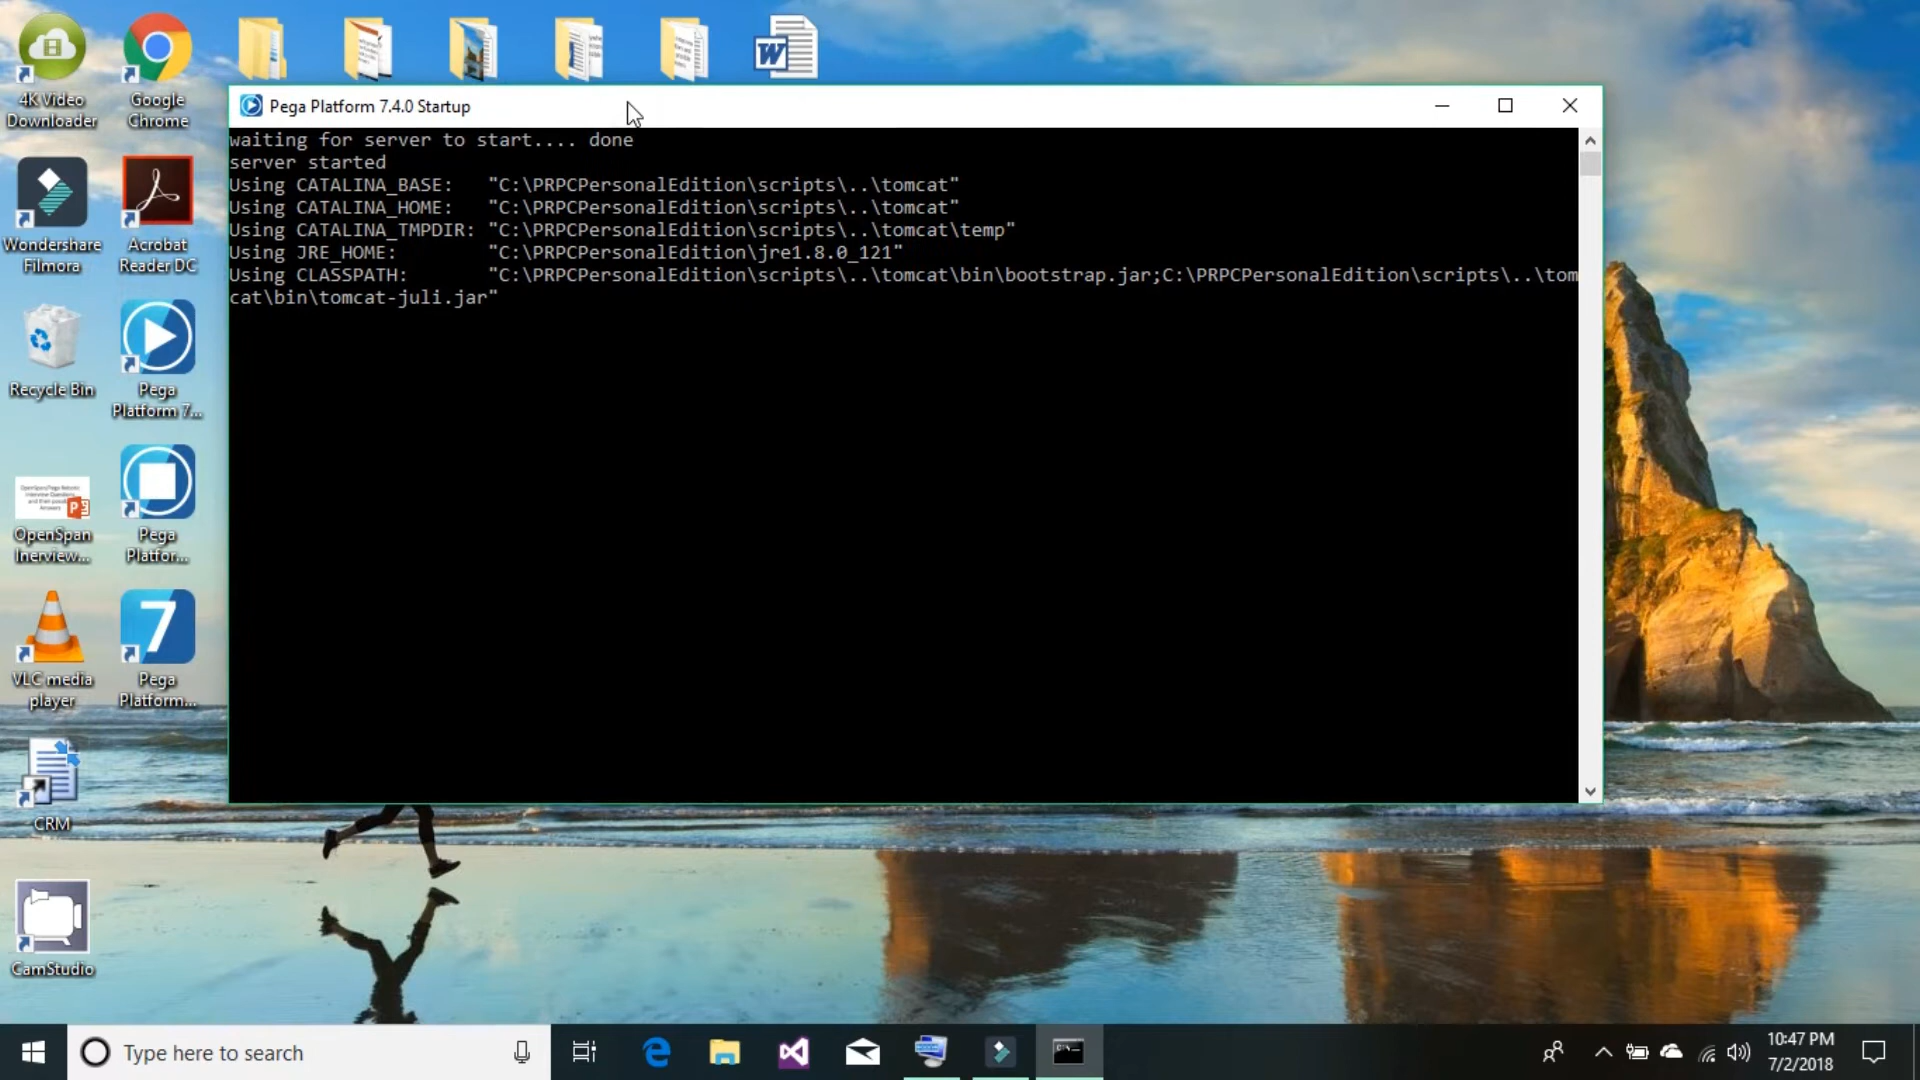 4K Video
Downloader
Google
Chrome
Pega Platform 7.4.0 Startup
waiting for server to start.... done
server started
Using CATALINA_BASE:   "C:\PRPCPersonalEdition\scripts\..\tomcat"
Using CATALINA_HOME:   "C:\PRPCPersonalEdition\scripts\..\tomcat"
Using CATALINA_TMPDIR: "C:\PRPCPersonalEdition\scripts\..\tomcat\temp"
Using JRE_HOME:        "C:\PRPCPersonalEdition\jre1.8.0_121"
Using CLASSPATH:       "C:\PRPCPersonalEdition\scripts\..\tomcat\bin\bootstrap.jar;C:\PRPCPersonalEdition\scripts\..\tom
cat\bin\tomcat-juli.jar"
Wondershare
Filmora
Acrobat
Reader DC
Recycle Bin
Pega
Platform 7...
OpenSpan
Inerview...
Pega
Platfor...
7
VLC media
player
Pega
Platform...
CRM
CamStudio
Type here to search
10:47 PM
7/2/2018